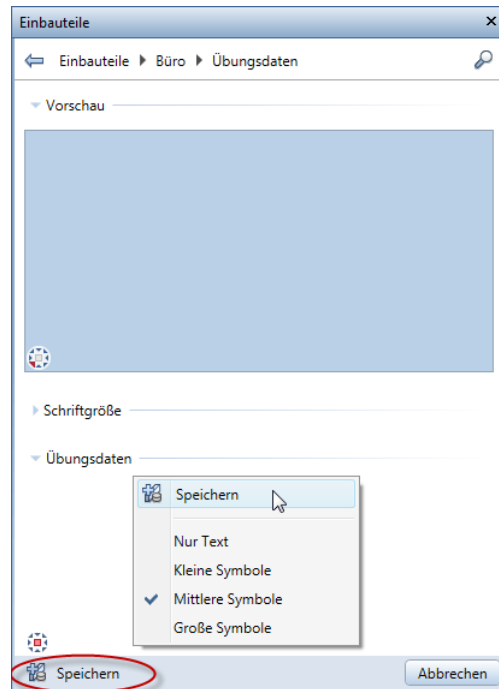 Einbauteile
Einbauteile Büro Übungsdaten
Vorschau
Schriftgröße
Übungsdaten
Speichern
Nur Text
Kleine Symbole
Mittlere Symbole
Große Symbole
Speichern Abbrechen